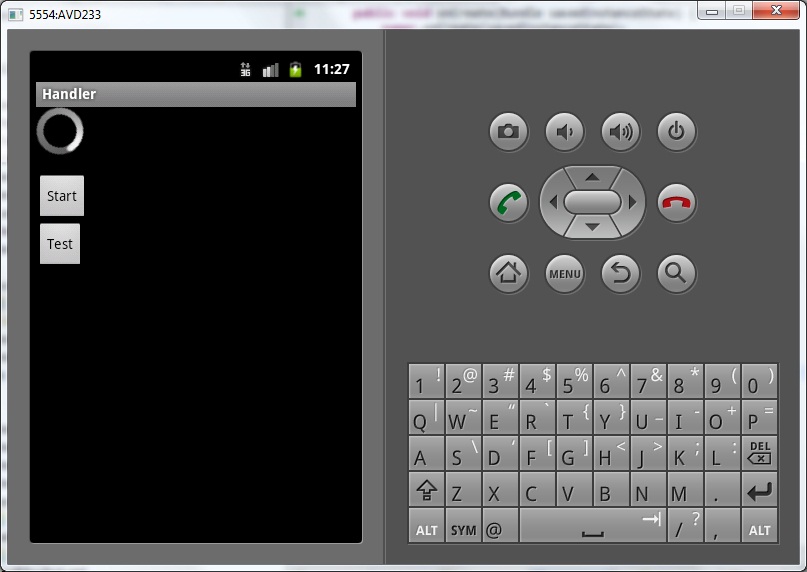 5554:AVD233
3G 11:27
Handler
Start
Test
MENU
1 ! 2 @ 3 # 4 $ 5 % 6 ^ 7 & 8 * 9 ( 0 )
Q | W ~ E “ R ` T { Y } U _ I - O + P =
A S \ D ‘ F [ G ] H < J > K ; L : DEL
Z X C V B N M .
ALT SYM @ / ? , ALT